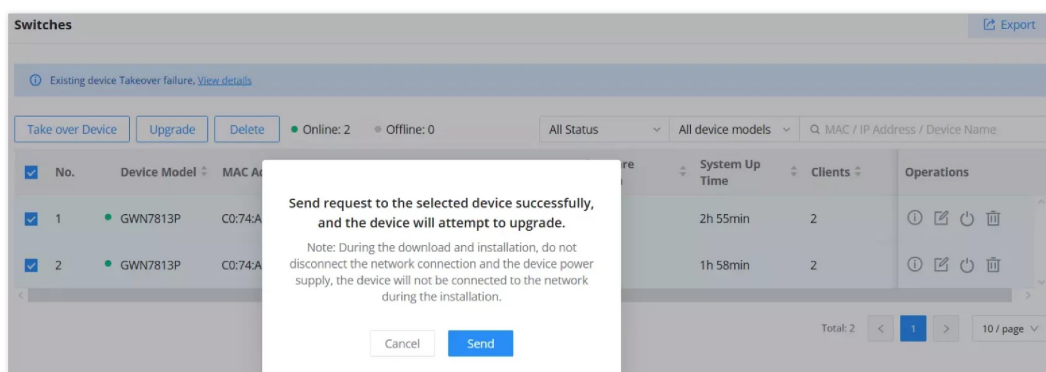 Switches
Export
Existing device Takeover failure, View details
Take over Device Upgrade Delete Online: 2 Offline: 0 All Status All device models MAC / IP Address / Device Name
No. Device Model MAC System Up Time Clients Operations
1 GWN7813P C0:74:A 2h 55min 2
2 GWN7813P C0:74:A 1h 58min 2
Send request to the selected device successfully,
and the device will attempt to upgrade.
Note: During the download and installation, do not
disconnect the network connection and the device power
supply, the device will not be connected to the network
during the installation.
Cancel Send
Total: 2 < 1 > 10 / page